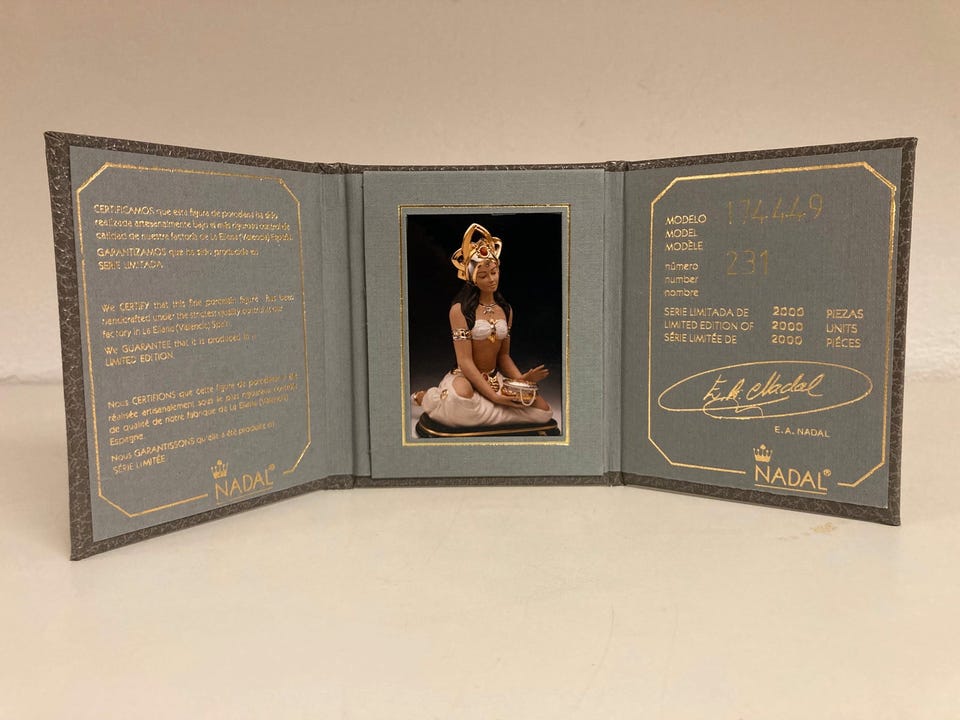 CERTIFICAMOS que esta figura de porcelana ha sido
realizada artesanalmente bajo el más riguroso control de
calidad de nuestra factoría de La Eliana (Valencia) España.
GARANTIZAMOS que ha sido producida en
SERIE LIMITADA.
We CERTIFY that this fine porcelain figure has been
handcrafted under the strictest quality control at our
factory in La Eliana (Valencia) Spain.
We GUARANTEE that it is produced in
LIMITED EDITION.
Nous CERTIFIONS que cette figure de porcelaine a été
réalisée artisanalement sous le plus rigoureux contrôle
de qualité de notre fabrique de La Eliana (Valencia)
Espagne.
Nous GARANTISSONS qu'elle a été produite en
SÉRIE LIMITÉE.
NADAL®
MODELO 174449
MODEL
MODÈLE
número 231
number
nombre
SERIE LIMITADA DE 2000 PIEZAS
LIMITED EDITION OF 2000 UNITS
SÉRIE LIMITÉE DE 2000 PIÉCES
E. A. Nadal
E. A. NADAL
NADAL®